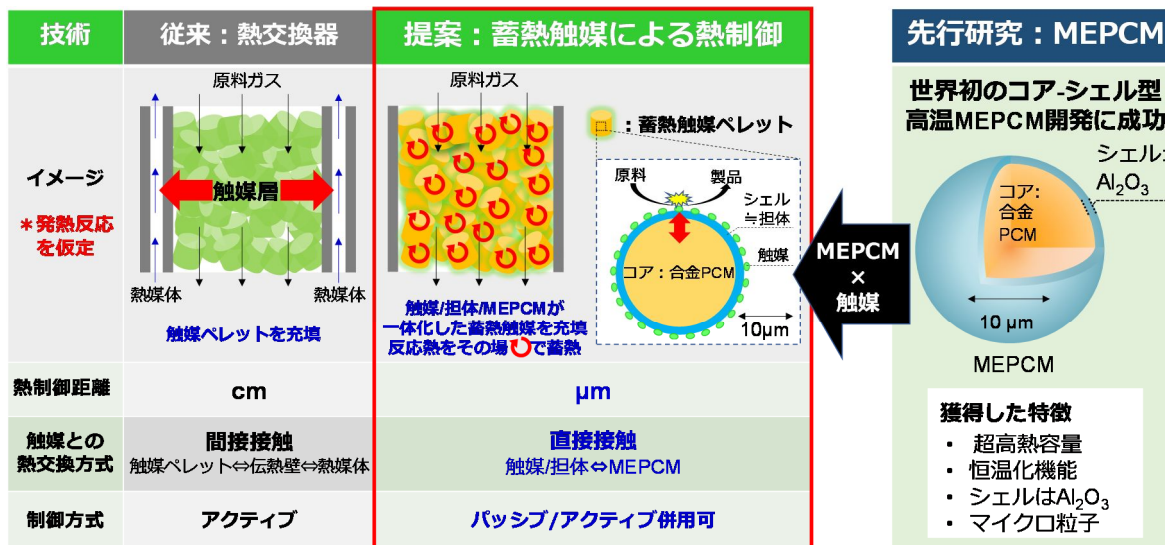 技術
従来：熱交換器
提案：蓄熱触媒による熱制御
イメージ
＊発熱反応
を仮定
原料ガス
触媒層
熱媒体
熱媒体
触媒ペレットを充填
原料ガス
：蓄熱触媒ペレット
原料
製品
シェル
≒担体
触媒
コア：合金PCM
10μm
触媒/担体/MEPCMが
一体化した蓄熱触媒を充填
反応熱をその場で蓄熱
熱制御距離
cm
μm
触媒との
熱交換方式
間接接触
触媒ペレット⇔伝熱壁⇔熱媒体
直接接触
触媒/担体⇔MEPCM
制御方式
アクティブ
パッシブ/アクティブ併用可
MEPCM
×
触媒
先行研究：MEPCM
世界初のコア-シェル型
高温MEPCM開発に成功
シェル
Al₂O₃
コア：
合金
PCM
10 μm
MEPCM
獲得した特徴
・ 超高熱容量
・ 恒温化機能
・ シェルはAl₂O₃
・ マイクロ粒子